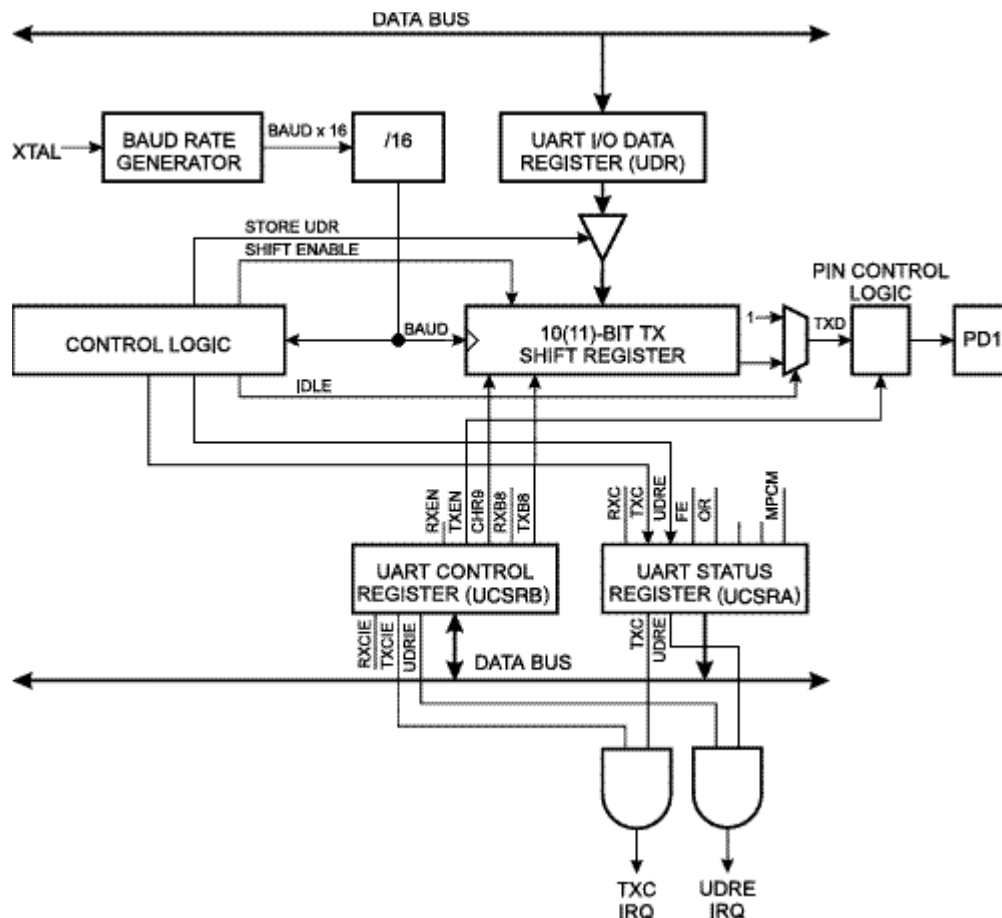 DATA BUS
XTAL
BAUD RATE
GENERATOR
BAUD x 16
/16
UART I/O DATA
REGISTER (UDR)
STORE UDR
SHIFT ENABLE
PIN CONTROL
LOGIC
CONTROL LOGIC
BAUD
10(11)-BIT TX
SHIFT REGISTER
1
TXD
PD1
IDLE
RXEN
TXEN
CHR9
RXB8
TXB8
RXC
TXC
UDRE
FE
OR
MPCM
UART CONTROL
REGISTER (UCSRB)
UART STATUS
REGISTER (UCSRA)
RXCIE
TXCIE
UDRIE
TXC
UDRE
DATA BUS
TXC
IRQ
UDRE
IRQ